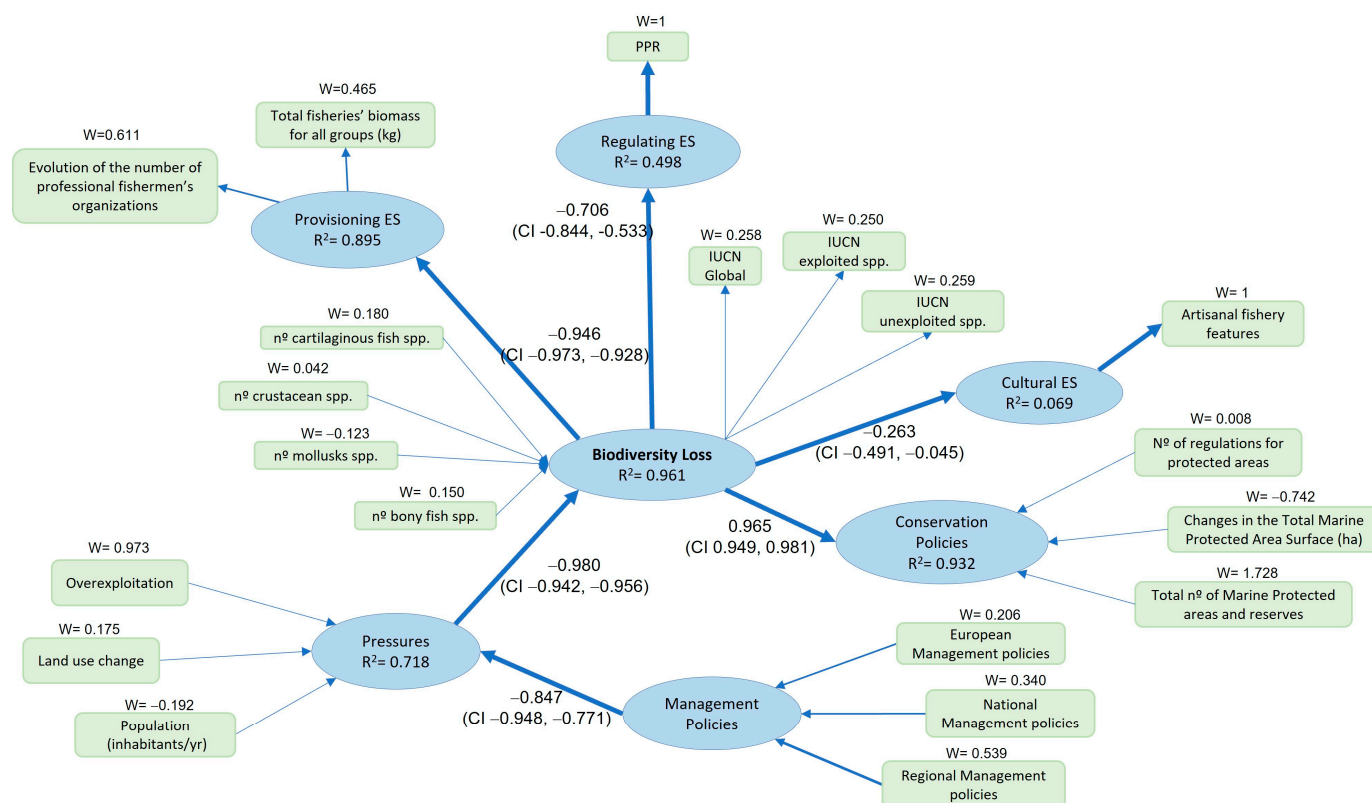 W=1
PPR
W=0.465
Total fisheries’ biomass
for all groups (kg)
W=0.611
Evolution of the number of
professional fishermen’s
organizations
Regulating ES
R²= 0.498
Provisioning ES
R²= 0.895
−0.706
(CI -0.844, -0.533)
W= 0.258
IUCN
Global
W= 0.250
IUCN
exploited spp.
W= 0.259
IUCN
unexploited spp.
W= 1
Artisanal fishery
features
W= 0.180
nº cartilaginous fish spp.
−0.946
(CI −0.973, −0.928)
W= 0.042
nº crustacean spp.
Cultural ES
R²= 0.069
W= −0.123
nº mollusks spp.
Biodiversity Loss
R²= 0.961
−0.263
(CI −0.491, −0.045)
W= 0.008
Nº of regulations for
protected areas
W= 0.150
nº bony fish spp.
0.965
(CI 0.949, 0.981)
Conservation
Policies
R²= 0.932
W= −0.742
Changes in the Total Marine
Protected Area Surface (ha)
W= 0.973
Overexploitation
−0.980
(CI −0.942, −0.956)
W= 1.728
Total nº of Marine Protected
areas and reserves
W= 0.175
Land use change
Pressures
R²= 0.718
W= 0.206
European
Management policies
W= −0.192
Population
(inhabitants/yr)
−0.847
(CI −0.948, −0.771)
Management
Policies
W= 0.340
National
Management policies
W= 0.539
Regional Management
policies